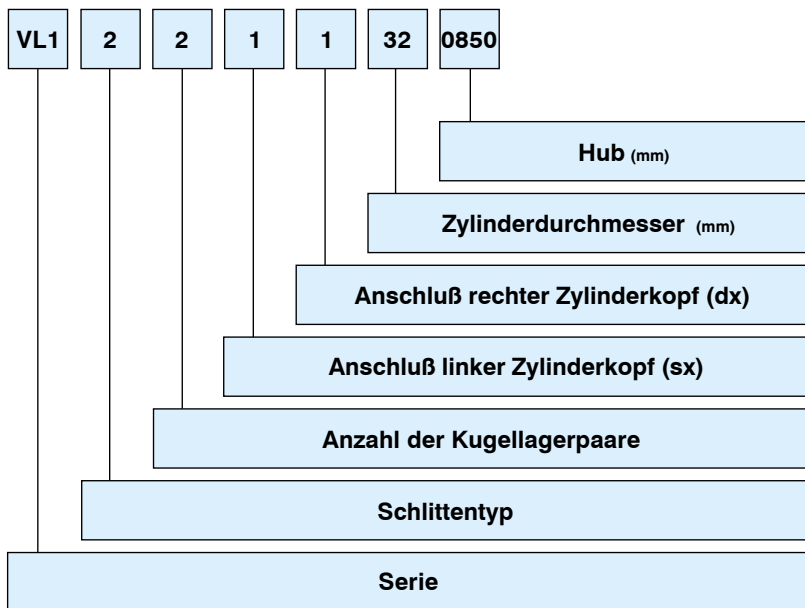 VL1 2 2 1 1 32 0850
Hub (mm)
Zylinderdurchmesser (mm)
Anschluß rechter Zylinderkopf (dx)
Anschluß linker Zylinderkopf (sx)
Anzahl der Kugellagerpaare
Schlittentyp
Serie